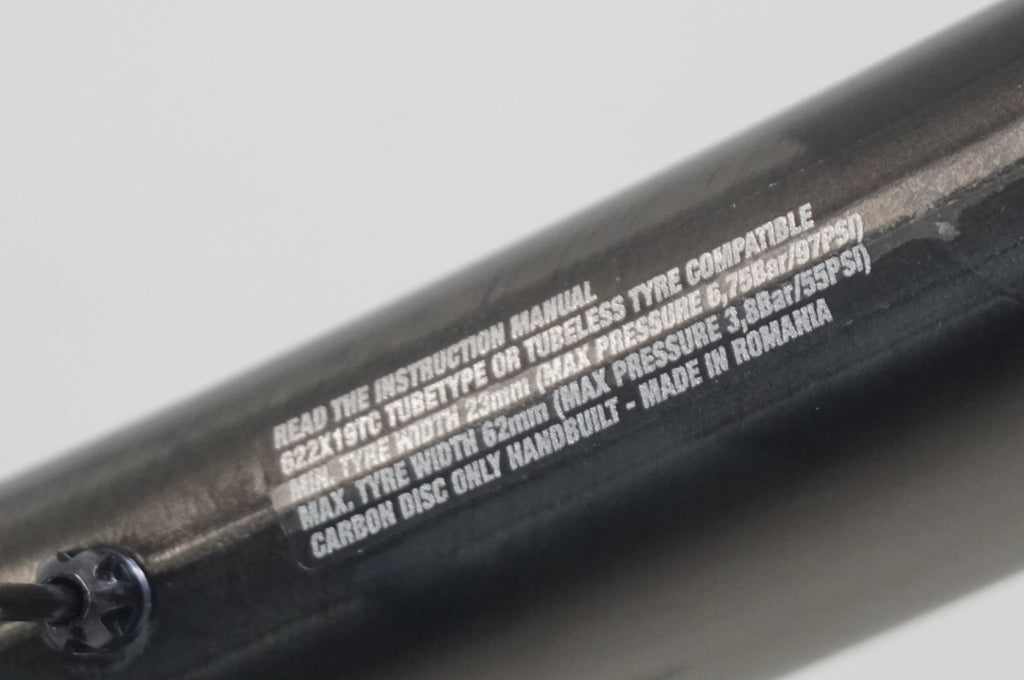 READ THE INSTRUCTION MANUAL
622X19TC TUBETYPE OR TUBELESS TYRE COMPATIBLE
MIN. TYRE WIDTH 23mm (MAX PRESSURE 6,75Bar/97PSI)
MAX. TYRE WIDTH 62mm (MAX PRESSURE 3,8Bar/55PSI)
CARBON DISC ONLY HANDBUILT - MADE IN ROMANIA